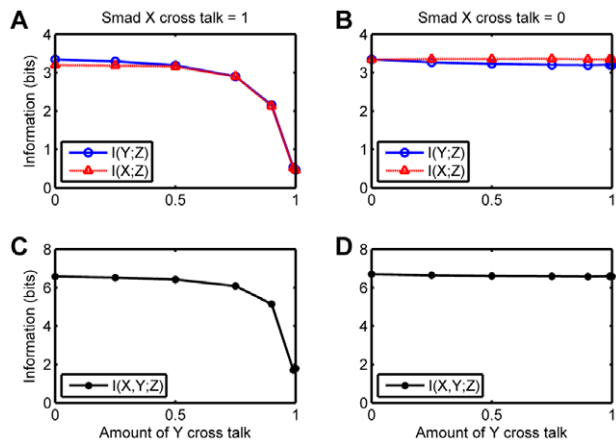 A
Smad X cross talk = 1
Information (bits)
4
3
2
1
0
I(Y;Z)
I(X;Z)
0
0.5
1
B
Smad X cross talk = 0
4
3
2
1
0
I(Y;Z)
I(X;Z)
0
0.5
1
C
Information (bits)
8
6
4
2
0
I(X,Y;Z)
0
0.5
1
Amount of Y cross talk
D
8
6
4
2
0
I(X,Y;Z)
0
0.5
1
Amount of Y cross talk